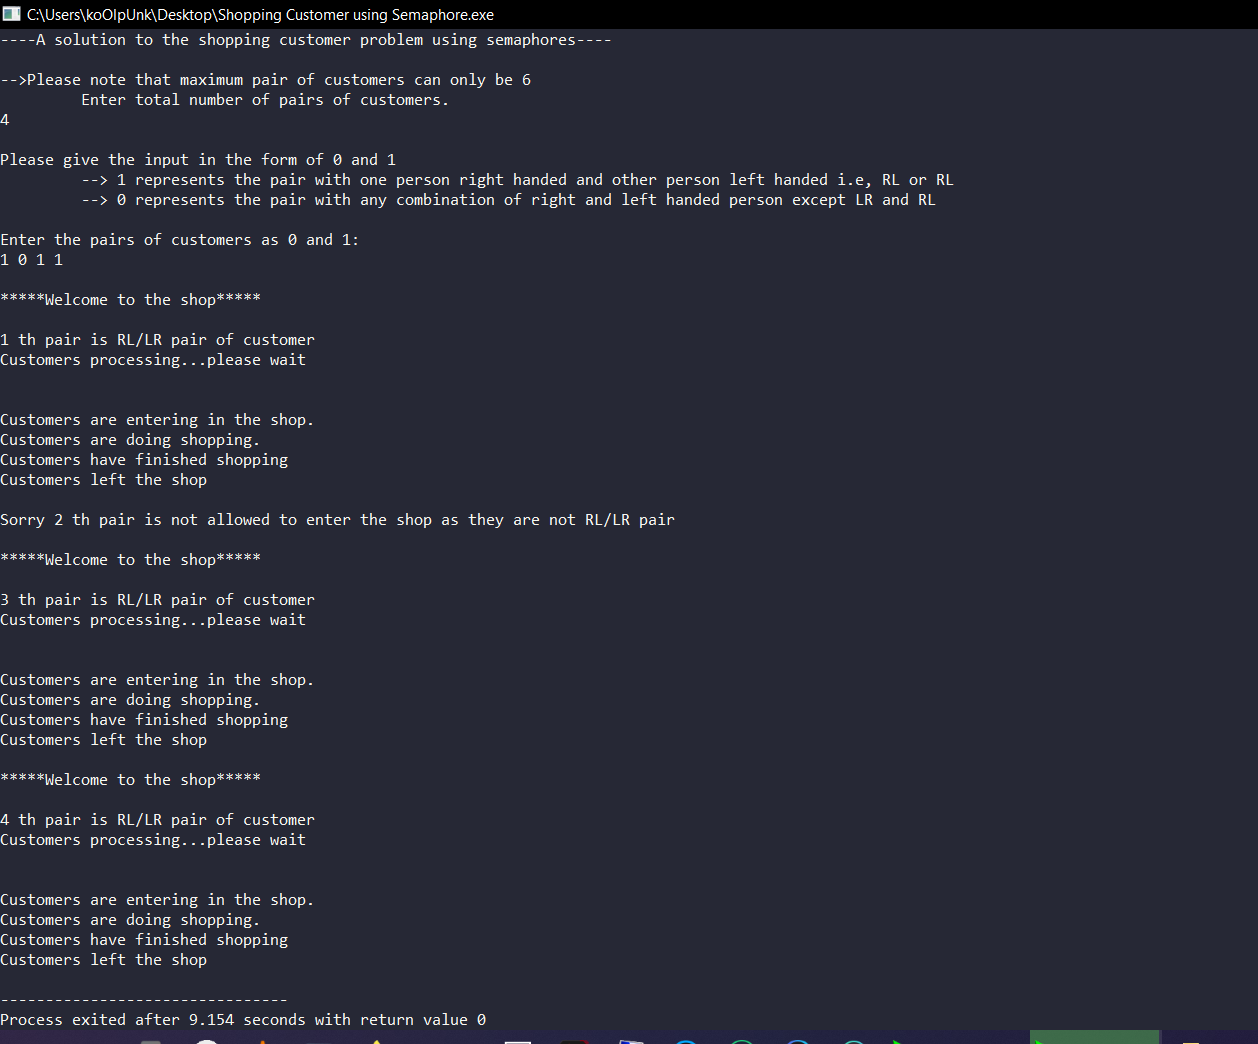 C:\Users\koOlpUnk\Desktop\Shopping Customer using Semaphore.exe
----A solution to the shopping customer problem using semaphores----
-->Please note that maximum pair of customers can only be 6
Enter total number of pairs of customers.
4
Please give the input in the form of 0 and 1
--> 1 represents the pair with one person right handed and other person left handed i.e, RL or RL
--> 0 represents the pair with any combination of right and left handed person except LR and RL
Enter the pairs of customers as 0 and 1:
1 0 1 1
*****Welcome to the shop*****
1 th pair is RL/LR pair of customer
Customers processing...please wait
Customers are entering in the shop.
Customers are doing shopping.
Customers have finished shopping
Customers left the shop
Sorry 2 th pair is not allowed to enter the shop as they are not RL/LR pair
*****Welcome to the shop*****
3 th pair is RL/LR pair of customer
Customers processing...please wait
Customers are entering in the shop.
Customers are doing shopping.
Customers have finished shopping
Customers left the shop
*****Welcome to the shop*****
4 th pair is RL/LR pair of customer
Customers processing...please wait
Customers are entering in the shop.
Customers are doing shopping.
Customers have finished shopping
Customers left the shop
--------------------------------
Process exited after 9.154 seconds with return value 0